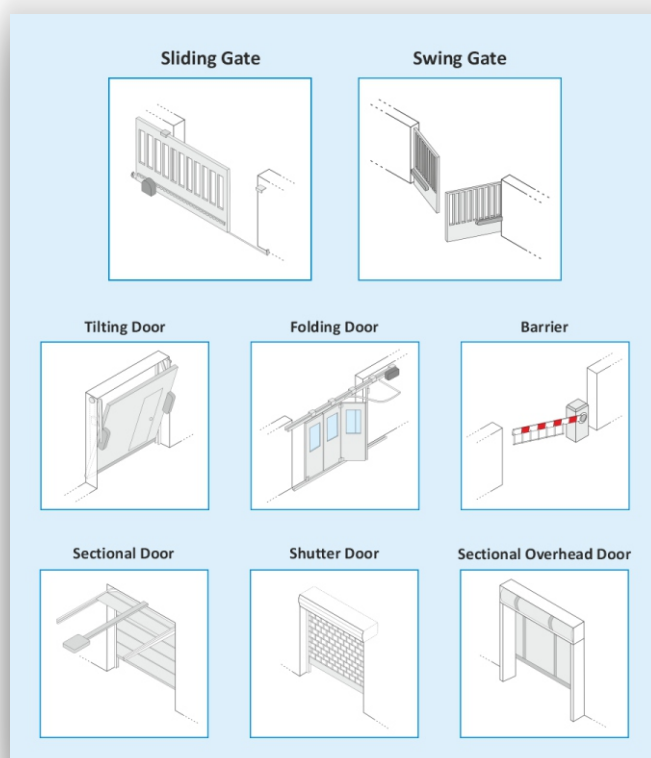 Sliding Gate
Swing Gate
Tilting Door
Folding Door
Barrier
Sectional Door
Shutter Door
Sectional Overhead Door